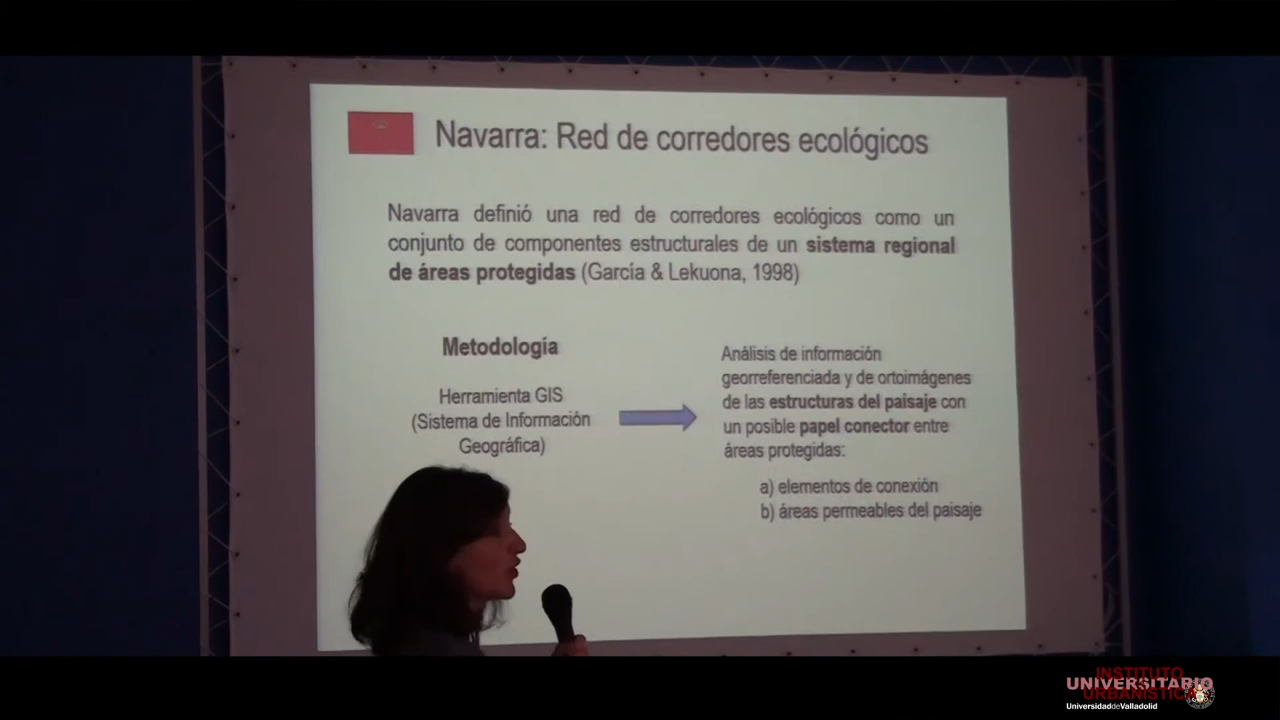 Navarra: Red de corredores ecológicos
Navarra definió una red de corredores ecológicos como un
conjunto de componentes estructurales de un sistema regional
de áreas protegidas (García & Lekuona, 1998)
Metodología
Herramienta GIS
(Sistema de Información
Geográfica)
Análisis de información
georreferenciada y de ortoimágenes
de las estructuras del paisaje con
un posible papel conector entre
áreas protegidas:
a) elementos de conexión
b) áreas permeables del paisaje
INSTITUTO
UNIVERSITARIO
URBANÍSTICA
UniversidaddeValladolid